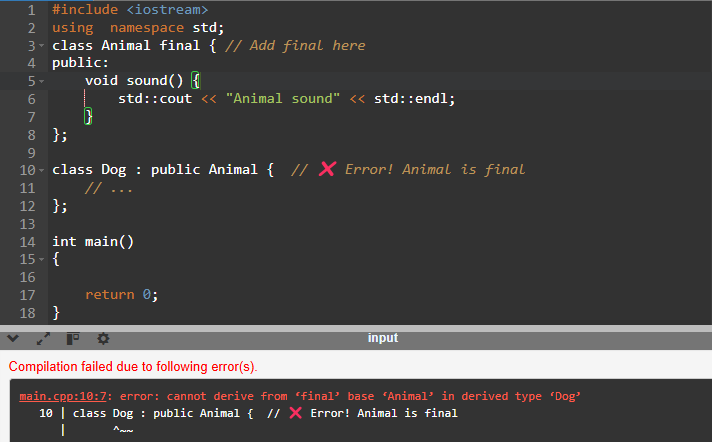 1 #include <iostream>
2 using  namespace std;
3 class Animal final { // Add final here
4 public:
5     void sound() {
6         std::cout << "Animal sound" << std::endl;
7     }
8 };
9
10 class Dog : public Animal {  // ❌ Error! Animal is final
11     // ...
12 };
13
14 int main()
15 {
16
17     return 0;
18 }
input
Compilation failed due to following error(s).
main.cpp:10:7: error: cannot derive from ‘final’ base ‘Animal’ in derived type ‘Dog’
   10 | class Dog : public Animal {  // ❌ Error! Animal is final
      |       ^~~